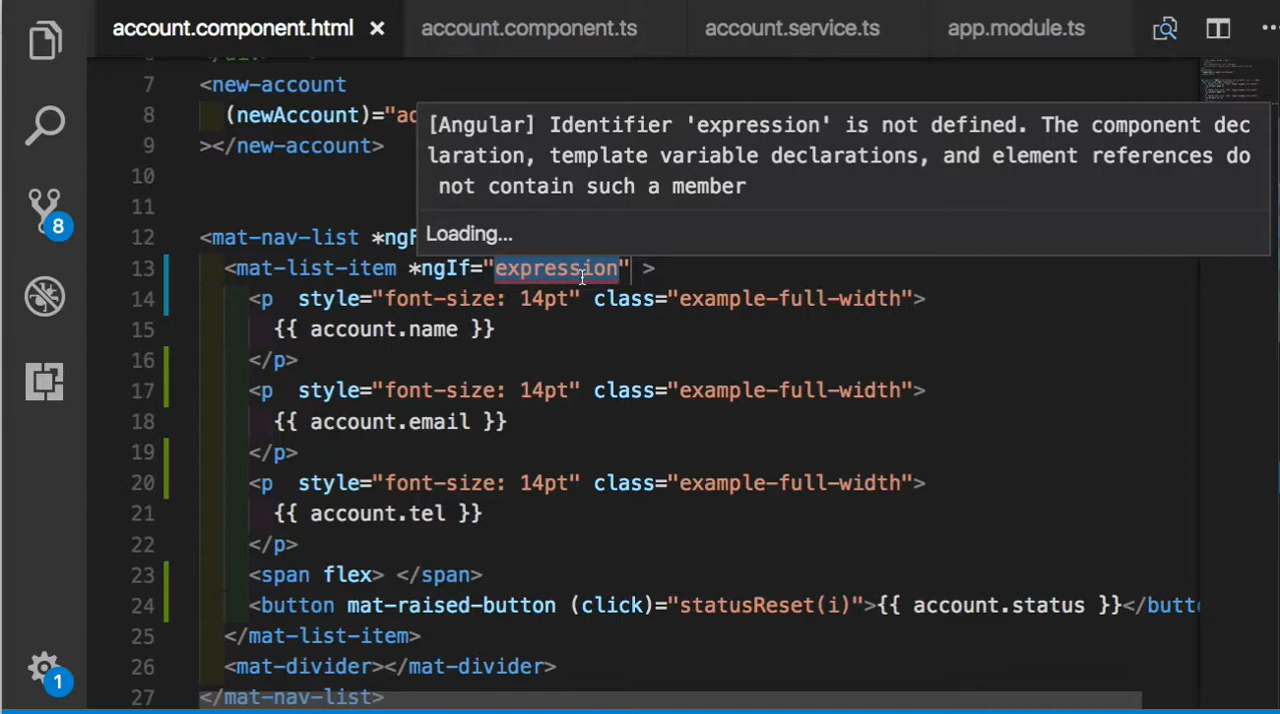 account.component.html
account.component.ts
account.service.ts
app.module.ts
7 <new-account
8 (newAccount)="ac
9 ></new-account>
10
11
12 <mat-nav-list *ngF
[Angular] Identifier 'expression' is not defined. The component dec
laration, template variable declarations, and element references do
not contain such a member
Loading...
13 <mat-list-item *ngIf="expression" >
14 <p  style="font-size: 14pt" class="example-full-width">
15 {{ account.name }}
16 </p>
17 <p  style="font-size: 14pt" class="example-full-width">
18 {{ account.email }}
19 </p>
20 <p  style="font-size: 14pt" class="example-full-width">
21 {{ account.tel }}
22 </p>
23 <span flex> </span>
24 <button mat-raised-button (click)="statusReset(i)">{{ account.status }}</butto
25 </mat-list-item>
26 <mat-divider></mat-divider>
27 </mat-nav-list>
8
1